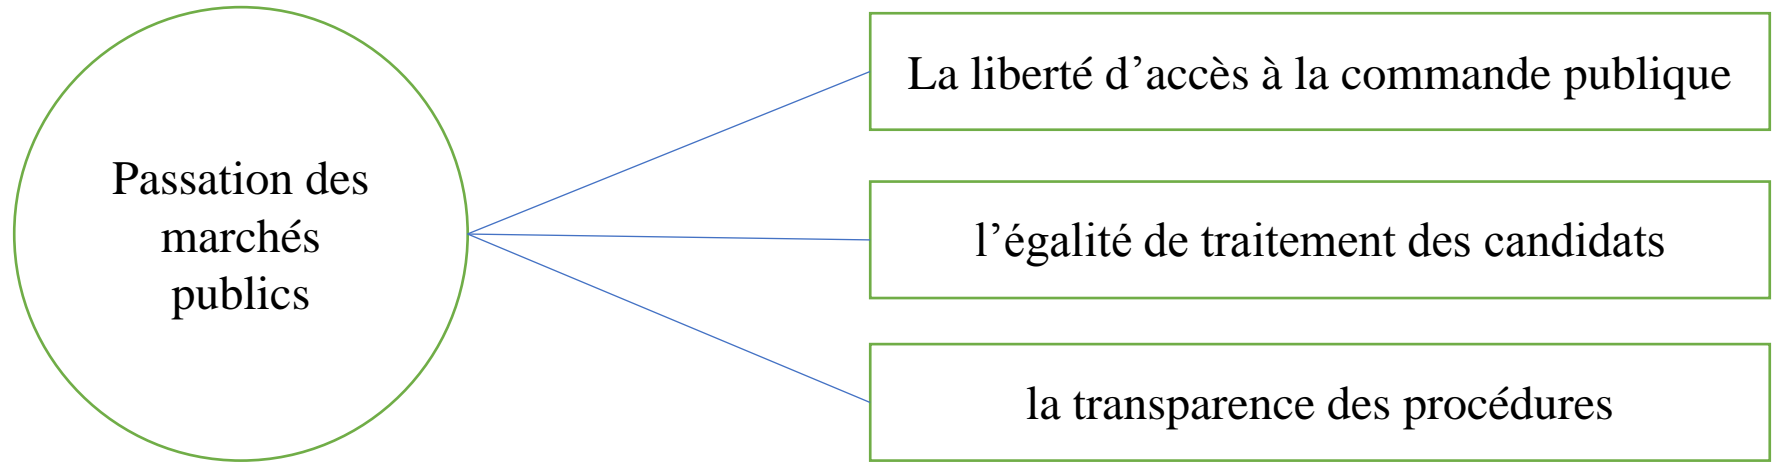 Passation des
marchés
publics
La liberté d’accès à la commande publique
l’égalité de traitement des candidats
la transparence des procédures